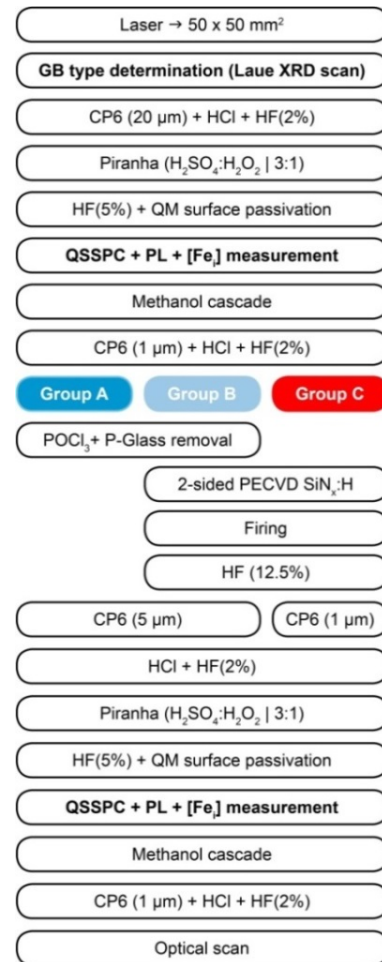 Laser → 50 x 50 mm²
GB type determination (Laue XRD scan)
CP6 (20 µm) + HCl + HF(2%)
Piranha (H₂SO₄:H₂O₂ | 3:1)
HF(5%) + QM surface passivation
QSSPC + PL + [Feᵢ] measurement
Methanol cascade
CP6 (1 µm) + HCl + HF(2%)
Group A Group B Group C
POCl₃+ P-Glass removal
2-sided PECVD SiNₓ:H
Firing
HF (12.5%)
CP6 (5 µm) CP6 (1 µm)
HCl + HF(2%)
Piranha (H₂SO₄:H₂O₂ | 3:1)
HF(5%) + QM surface passivation
QSSPC + PL + [Feᵢ] measurement
Methanol cascade
CP6 (1 µm) + HCl + HF(2%)
Optical scan